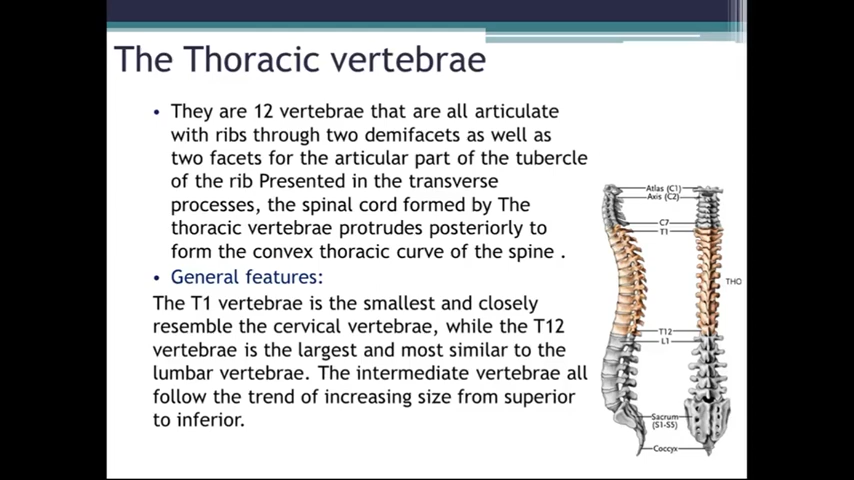 The Thoracic vertebrae
• They are 12 vertebrae that are all articulate
with ribs through two demifacets as well as
two facets for the articular part of the tubercle
of the rib Presented in the transverse
processes, the spinal cord formed by The
thoracic vertebrae protrudes posteriorly to
form the convex thoracic curve of the spine .
• General features:
The T1 vertebrae is the smallest and closely
resemble the cervical vertebrae, while the T12
vertebrae is the largest and most similar to the
lumbar vertebrae. The intermediate vertebrae all
follow the trend of increasing size from superior
to inferior.
Atlas (C1)
Axis (C2)
C7
T1
THO
T12
L1
Sacrum
(S1-S5)
Coccyx